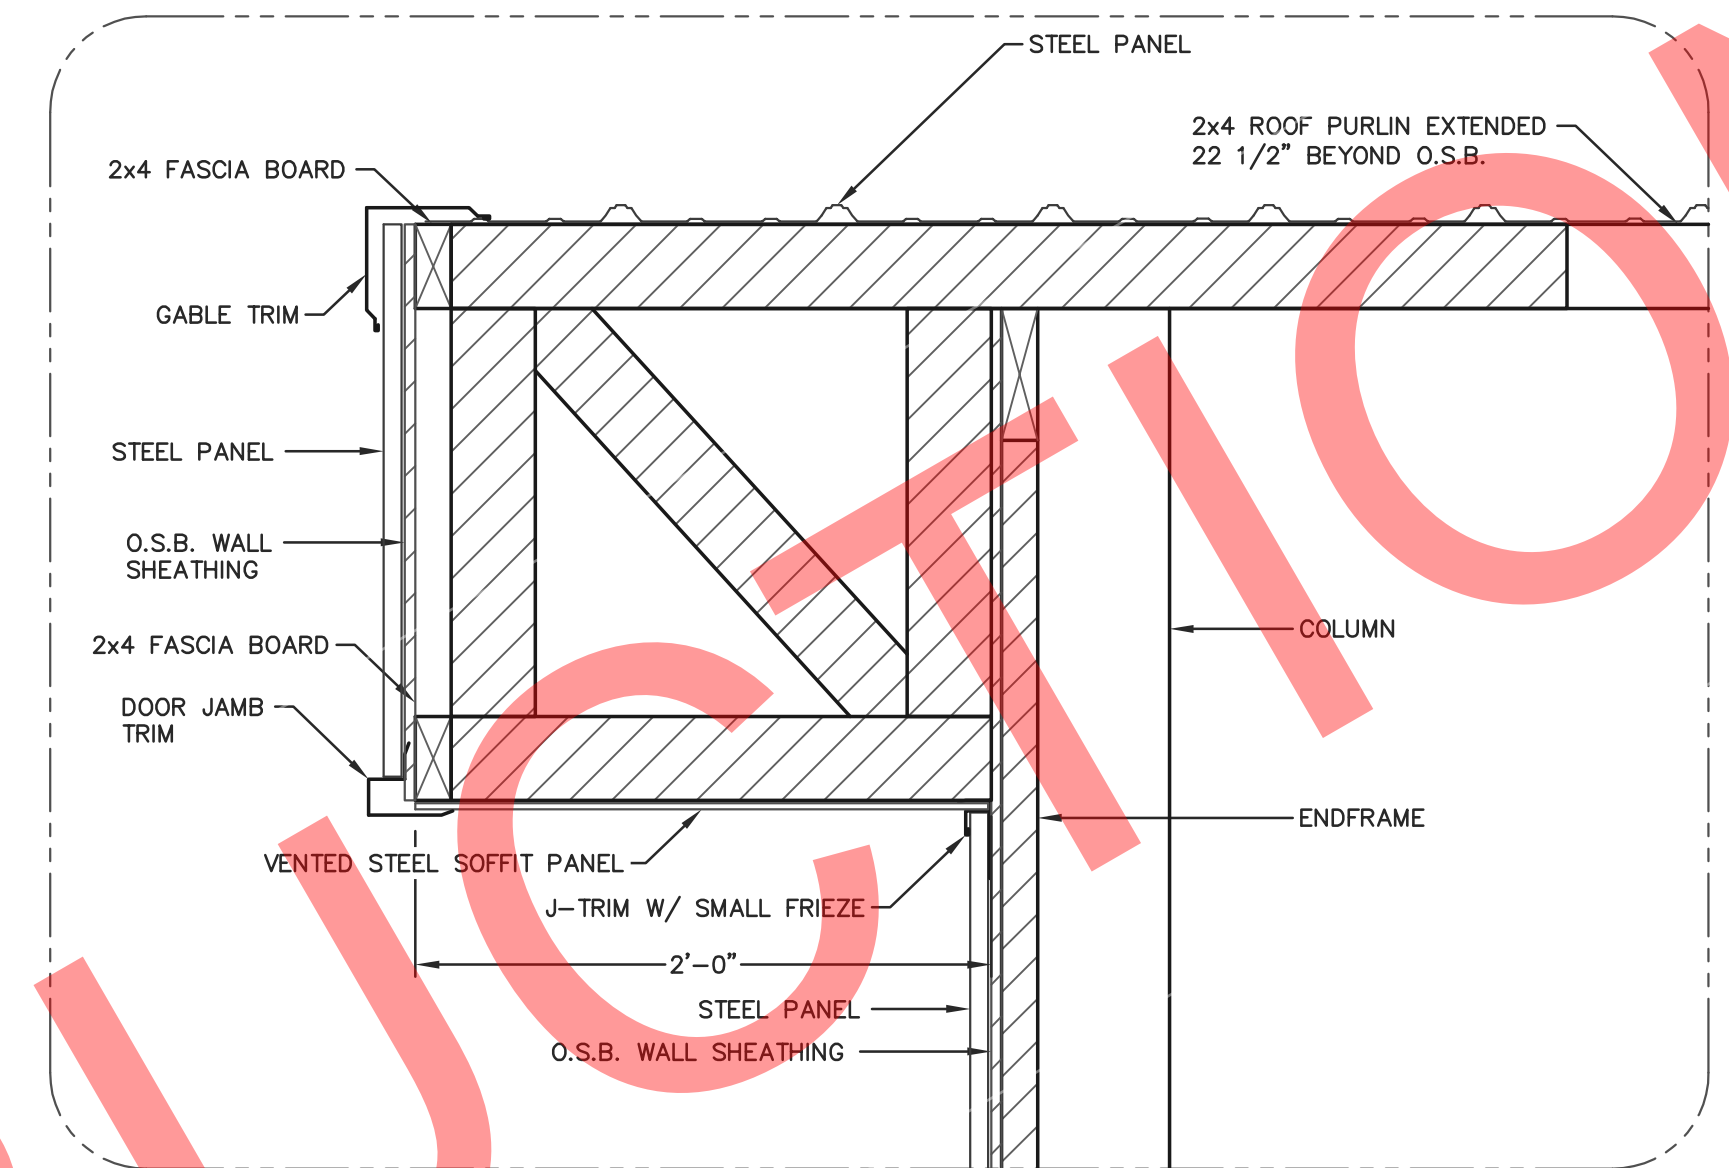 STEEL PANEL
2x4 ROOF PURLIN EXTENDED
22 1/2" BEYOND O.S.B.
2x4 FASCIA BOARD
GABLE TRIM
STEEL PANEL
O.S.B. WALL
SHEATHING
2x4 FASCIA BOARD
DOOR JAMB
TRIM
COLUMN
ENDFRAME
VENTED STEEL SOFFIT PANEL
J-TRIM W/ SMALL FRIEZE
2'-0"
STEEL PANEL
O.S.B. WALL SHEATHING
UCTIO